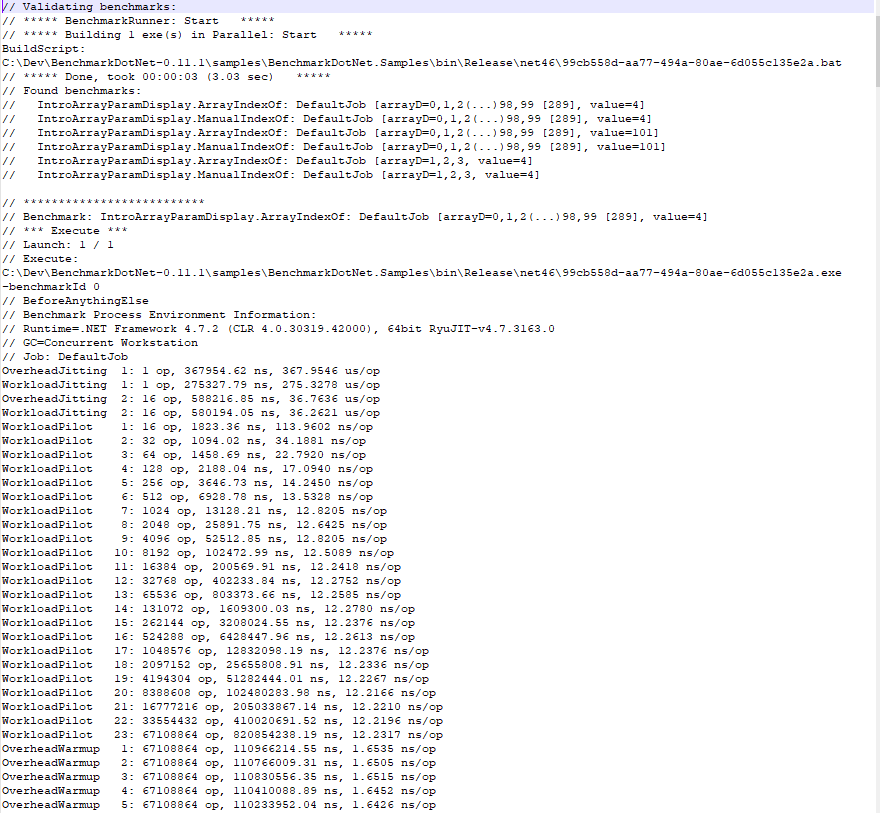 // Validating benchmarks:
// ***** BenchmarkRunner: Start   *****
// ***** Building 1 exe(s) in Parallel: Start   *****
BuildScript:
C:\Dev\BenchmarkDotNet-0.11.1\samples\BenchmarkDotNet.Samples\bin\Release\net46\99cb558d-aa77-494a-80ae-6d055c135e2a.bat
// ***** Done, took 00:00:03 (3.03 sec)   *****
// Found benchmarks:
//   IntroArrayParamDisplay.ArrayIndexOf: DefaultJob [arrayD=0,1,2(...)98,99 [289], value=4]
//   IntroArrayParamDisplay.ManualIndexOf: DefaultJob [arrayD=0,1,2(...)98,99 [289], value=4]
//   IntroArrayParamDisplay.ArrayIndexOf: DefaultJob [arrayD=0,1,2(...)98,99 [289], value=101]
//   IntroArrayParamDisplay.ManualIndexOf: DefaultJob [arrayD=0,1,2(...)98,99 [289], value=101]
//   IntroArrayParamDisplay.ArrayIndexOf: DefaultJob [arrayD=1,2,3, value=4]
//   IntroArrayParamDisplay.ManualIndexOf: DefaultJob [arrayD=1,2,3, value=4]
// **************************
// Benchmark: IntroArrayParamDisplay.ArrayIndexOf: DefaultJob [arrayD=0,1,2(...)98,99 [289], value=4]
// *** Execute ***
// Launch: 1 / 1
// Execute:
C:\Dev\BenchmarkDotNet-0.11.1\samples\BenchmarkDotNet.Samples\bin\Release\net46\99cb558d-aa77-494a-80ae-6d055c135e2a.exe
-benchmarkId 0
// BeforeAnythingElse
// Benchmark Process Environment Information:
// Runtime=.NET Framework 4.7.2 (CLR 4.0.30319.42000), 64bit RyuJIT-v4.7.3163.0
// GC=Concurrent Workstation
// Job: DefaultJob
OverheadJitting  1: 1 op, 367954.62 ns, 367.9546 us/op
WorkloadJitting  1: 1 op, 275327.79 ns, 275.3278 us/op
OverheadJitting  2: 16 op, 588216.85 ns, 36.7636 us/op
WorkloadJitting  2: 16 op, 580194.05 ns, 36.2621 us/op
WorkloadPilot    1: 16 op, 1823.36 ns, 113.9602 ns/op
WorkloadPilot    2: 32 op, 1094.02 ns, 34.1881 ns/op
WorkloadPilot    3: 64 op, 1458.69 ns, 22.7920 ns/op
WorkloadPilot    4: 128 op, 2188.04 ns, 17.0940 ns/op
WorkloadPilot    5: 256 op, 3646.73 ns, 14.2450 ns/op
WorkloadPilot    6: 512 op, 6928.78 ns, 13.5328 ns/op
WorkloadPilot    7: 1024 op, 13128.21 ns, 12.8205 ns/op
WorkloadPilot    8: 2048 op, 25891.75 ns, 12.6425 ns/op
WorkloadPilot    9: 4096 op, 52512.85 ns, 12.8205 ns/op
WorkloadPilot   10: 8192 op, 102472.99 ns, 12.5089 ns/op
WorkloadPilot   11: 16384 op, 200569.91 ns, 12.2418 ns/op
WorkloadPilot   12: 32768 op, 402233.84 ns, 12.2752 ns/op
WorkloadPilot   13: 65536 op, 803373.66 ns, 12.2585 ns/op
WorkloadPilot   14: 131072 op, 1609300.03 ns, 12.2780 ns/op
WorkloadPilot   15: 262144 op, 3208024.55 ns, 12.2376 ns/op
WorkloadPilot   16: 524288 op, 6428447.96 ns, 12.2613 ns/op
WorkloadPilot   17: 1048576 op, 12832098.19 ns, 12.2376 ns/op
WorkloadPilot   18: 2097152 op, 25655808.91 ns, 12.2336 ns/op
WorkloadPilot   19: 4194304 op, 51282444.01 ns, 12.2267 ns/op
WorkloadPilot   20: 8388608 op, 102480283.98 ns, 12.2166 ns/op
WorkloadPilot   21: 16777216 op, 205033867.14 ns, 12.2210 ns/op
WorkloadPilot   22: 33554432 op, 410020691.52 ns, 12.2196 ns/op
WorkloadPilot   23: 67108864 op, 820854238.19 ns, 12.2317 ns/op
OverheadWarmup   1: 67108864 op, 110966214.55 ns, 1.6535 ns/op
OverheadWarmup   2: 67108864 op, 110766009.31 ns, 1.6505 ns/op
OverheadWarmup   3: 67108864 op, 110830556.35 ns, 1.6515 ns/op
OverheadWarmup   4: 67108864 op, 110410088.89 ns, 1.6452 ns/op
OverheadWarmup   5: 67108864 op, 110233952.04 ns, 1.6426 ns/op